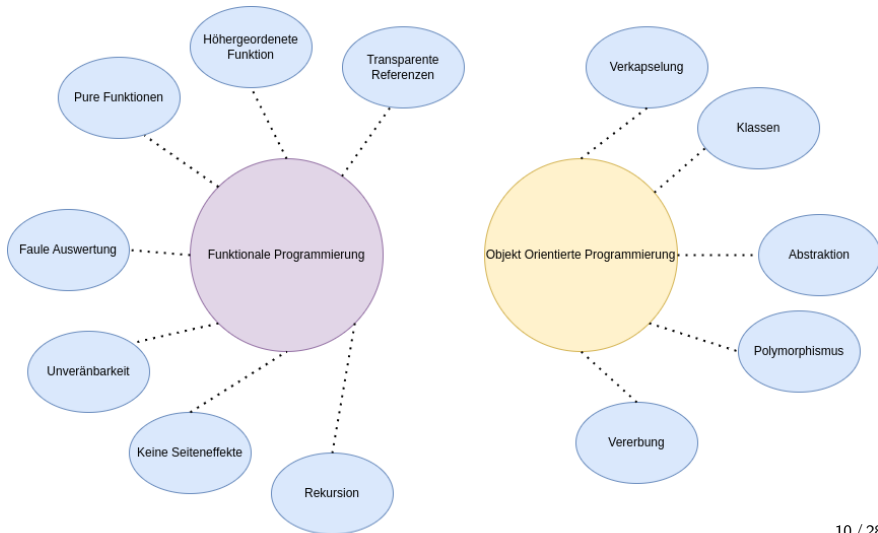 Höhergeordenete
Funktion
Transparente
Referenzen
Pure Funktionen
Faule Auswertung
Funktionale Programmierung
Unveränbarkeit
Keine Seiteneffekte
Rekursion
Verkapselung
Klassen
Objekt Orientierte Programmierung
Abstraktion
Polymorphismus
Vererbung
10 / 28